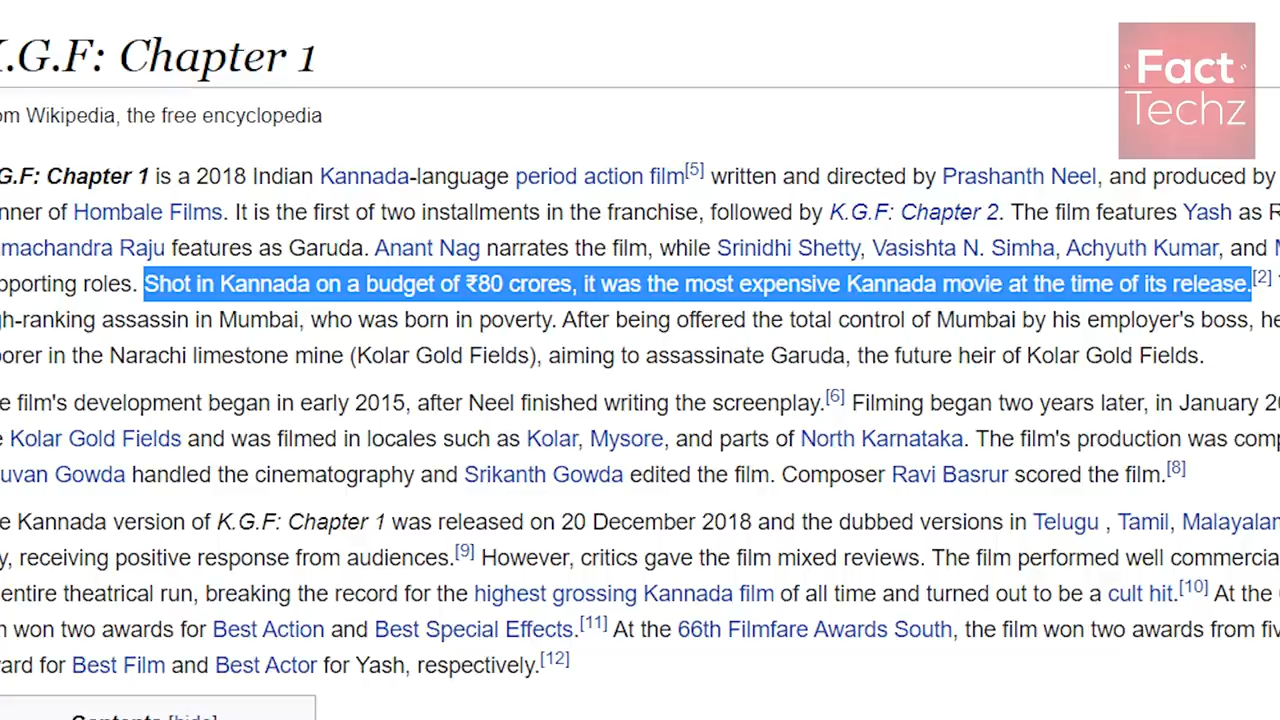 K.G.F: Chapter 1
Fact
Techz
om Wikipedia, the free encyclopedia
G.F: Chapter 1 is a 2018 Indian Kannada-language period action film[5] written and directed by Prashanth Neel, and produced by
nner of Hombale Films. It is the first of two installments in the franchise, followed by K.G.F: Chapter 2. The film features Yash as R
machandra Raju features as Garuda. Anant Nag narrates the film, while Srinidhi Shetty, Vasishta N. Simha, Achyuth Kumar, and M
pporting roles. Shot in Kannada on a budget of ₹80 crores, it was the most expensive Kannada movie at the time of its release.[2]
h-ranking assassin in Mumbai, who was born in poverty. After being offered the total control of Mumbai by his employer's boss, he
orer in the Narachi limestone mine (Kolar Gold Fields), aiming to assassinate Garuda, the future heir of Kolar Gold Fields.
e film's development began in early 2015, after Neel finished writing the screenplay.[6] Filming began two years later, in January 20
e Kolar Gold Fields and was filmed in locales such as Kolar, Mysore, and parts of North Karnataka. The film's production was comp
uvan Gowda handled the cinematography and Srikanth Gowda edited the film. Composer Ravi Basrur scored the film.[8]
e Kannada version of K.G.F: Chapter 1 was released on 20 December 2018 and the dubbed versions in Telugu , Tamil, Malayalam
y, receiving positive response from audiences.[9] However, critics gave the film mixed reviews. The film performed well commercia
entire theatrical run, breaking the record for the highest grossing Kannada film of all time and turned out to be a cult hit.[10] At the
n won two awards for Best Action and Best Special Effects.[11] At the 66th Filmfare Awards South, the film won two awards from fiv
ard for Best Film and Best Actor for Yash, respectively.[12]
Contents [hide]